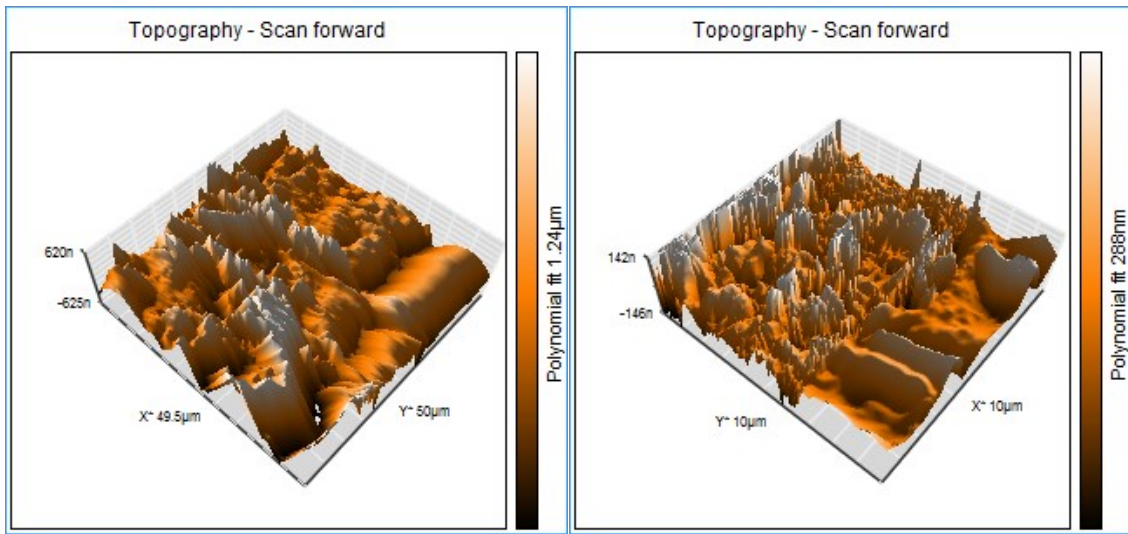 Topography - Scan forward
620n
-625n
X* 49.5µm
Y* 50µm
Polynomial fit 1.24µm
Topography - Scan forward
142n
-146n
Y* 10µm
X* 10µm
Polynomial fit 288nm